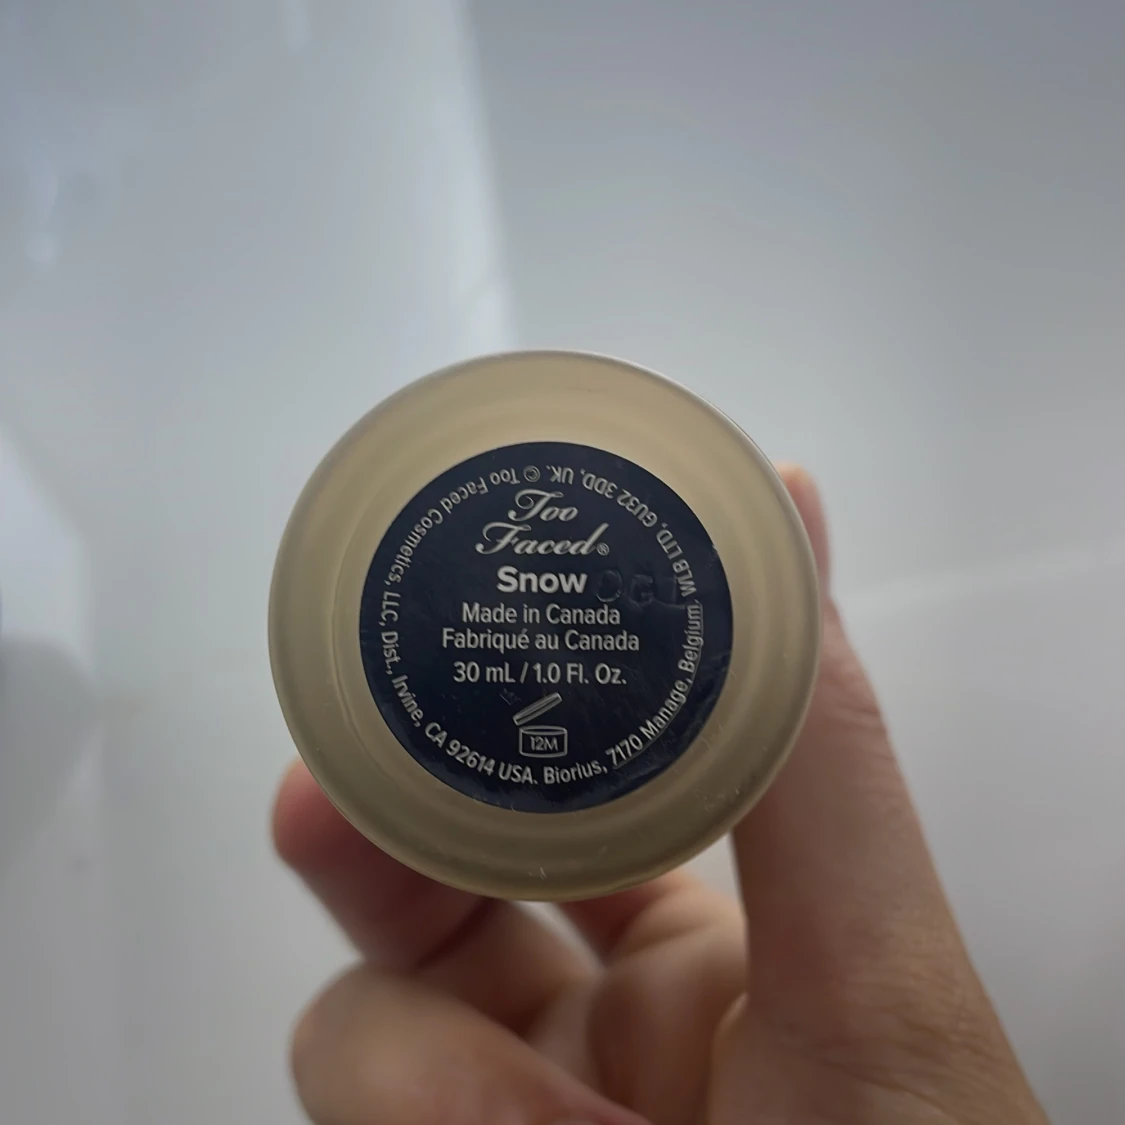 Too
Faced®
Snow
Made in Canada
Fabriqué au Canada
30 mL / 1.0 Fl. Oz.
12M
© Too Faced Cosmetics, LLC, Dist., Irvine, CA 92614 USA. Biorius, 7170 Manage, Belgium, WLB LTD, GU32 3DD, UK.